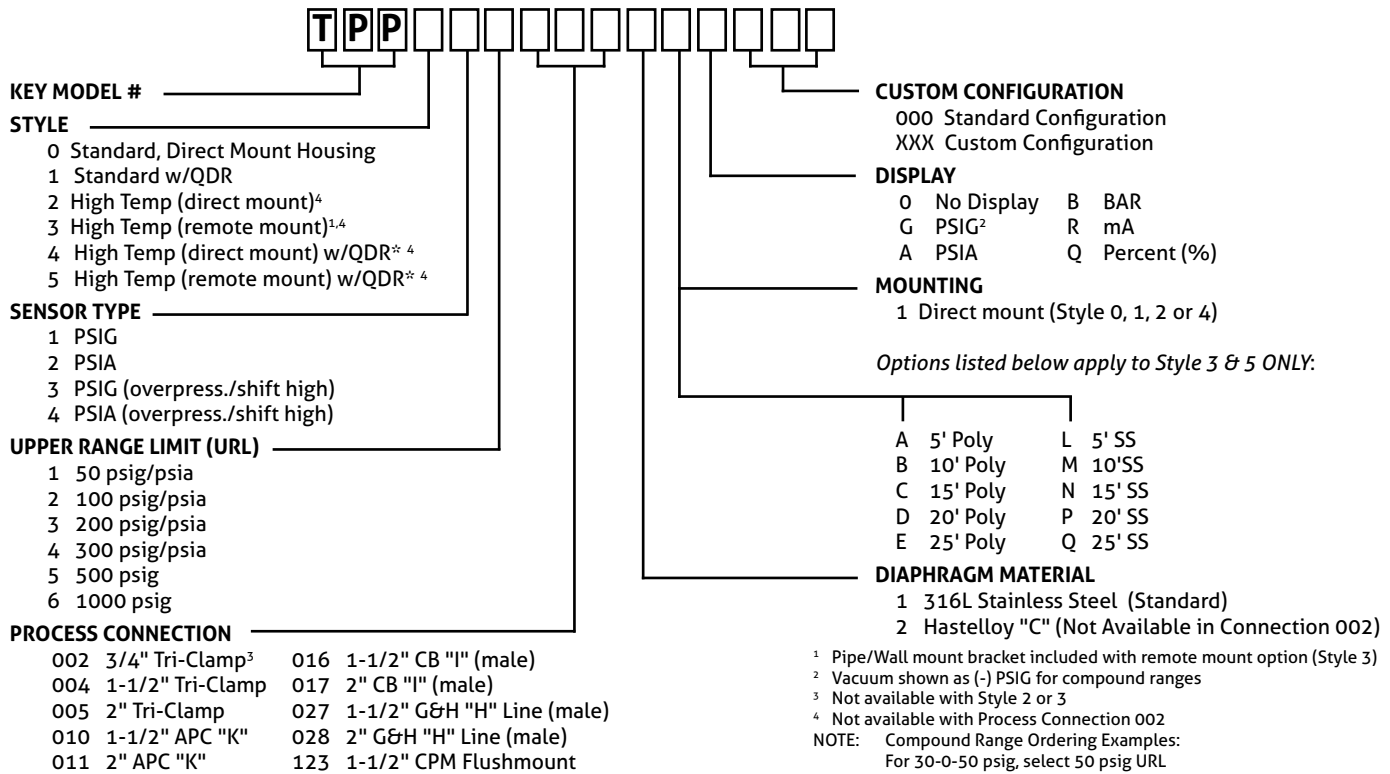 TPP
KEY MODEL #
STYLE
0 Standard, Direct Mount Housing
1 Standard w/QDR
2 High Temp (direct mount)⁴
3 High Temp (remote mount)¹,⁴
4 High Temp (direct mount) w/QDR* ⁴
5 High Temp (remote mount) w/QDR* ⁴
SENSOR TYPE
1 PSIG
2 PSIA
3 PSIG (overpress./shift high)
4 PSIA (overpress./shift high)
UPPER RANGE LIMIT (URL)
1 50 psig/psia
2 100 psig/psia
3 200 psig/psia
4 300 psig/psia
5 500 psig
6 1000 psig
PROCESS CONNECTION
002 3/4" Tri-Clamp³
004 1-1/2" Tri-Clamp
005 2" Tri-Clamp
010 1-1/2" APC "K"
011 2" APC "K"
016 1-1/2" CB "I" (male)
017 2" CB "I" (male)
027 1-1/2" G&H "H" Line (male)
028 2" G&H "H" Line (male)
123 1-1/2" CPM Flushmount
CUSTOM CONFIGURATION
000 Standard Configuration
XXX Custom Configuration
DISPLAY
0 No Display B BAR
G PSIG² R mA
A PSIA Q Percent (%)
MOUNTING
1 Direct mount (Style 0, 1, 2 or 4)
Options listed below apply to Style 3 & 5 ONLY:
A 5' Poly L 5' SS
B 10' Poly M 10'SS
C 15' Poly N 15' SS
D 20' Poly P 20' SS
E 25' Poly Q 25' SS
DIAPHRAGM MATERIAL
1 316L Stainless Steel (Standard)
2 Hastelloy "C" (Not Available in Connection 002)
¹ Pipe/Wall mount bracket included with remote mount option (Style 3)
² Vacuum shown as (-) PSIG for compound ranges
³ Not available with Style 2 or 3
⁴ Not available with Process Connection 002
NOTE: Compound Range Ordering Examples:
For 30-0-50 psig, select 50 psig URL